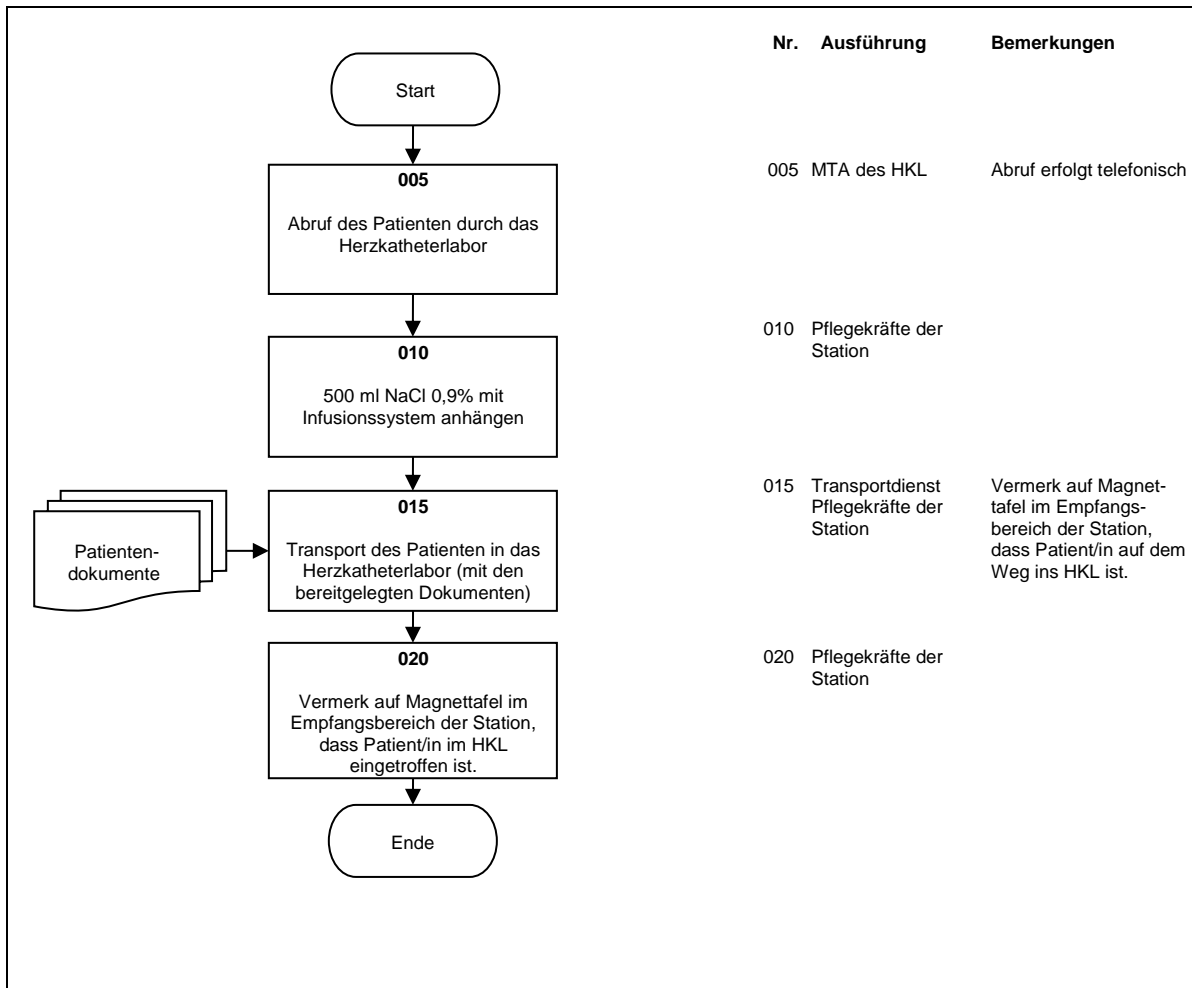 Nr. Ausführung Bemerkungen
Start
005
Abruf des Patienten durch das
Herzkatheterlabor
005 MTA des HKL Abruf erfolgt telefonisch
010
500 ml NaCl 0,9% mit
Infusionssystem anhängen
010 Pflegekräfte der
Station
Patienten-
dokumente
015
Transport des Patienten in das
Herzkatheterlabor (mit den
bereitgelegten Dokumenten)
015 Transportdienst
Pflegekräfte der
Station
Vermerk auf Magnet-
tafel im Empfangs-
bereich der Station,
dass Patient/in auf dem
Weg ins HKL ist.
020
Vermerk auf Magnettafel im
Empfangsbereich der Station,
dass Patient/in im HKL
eingetroffen ist.
020 Pflegekräfte der
Station
Ende